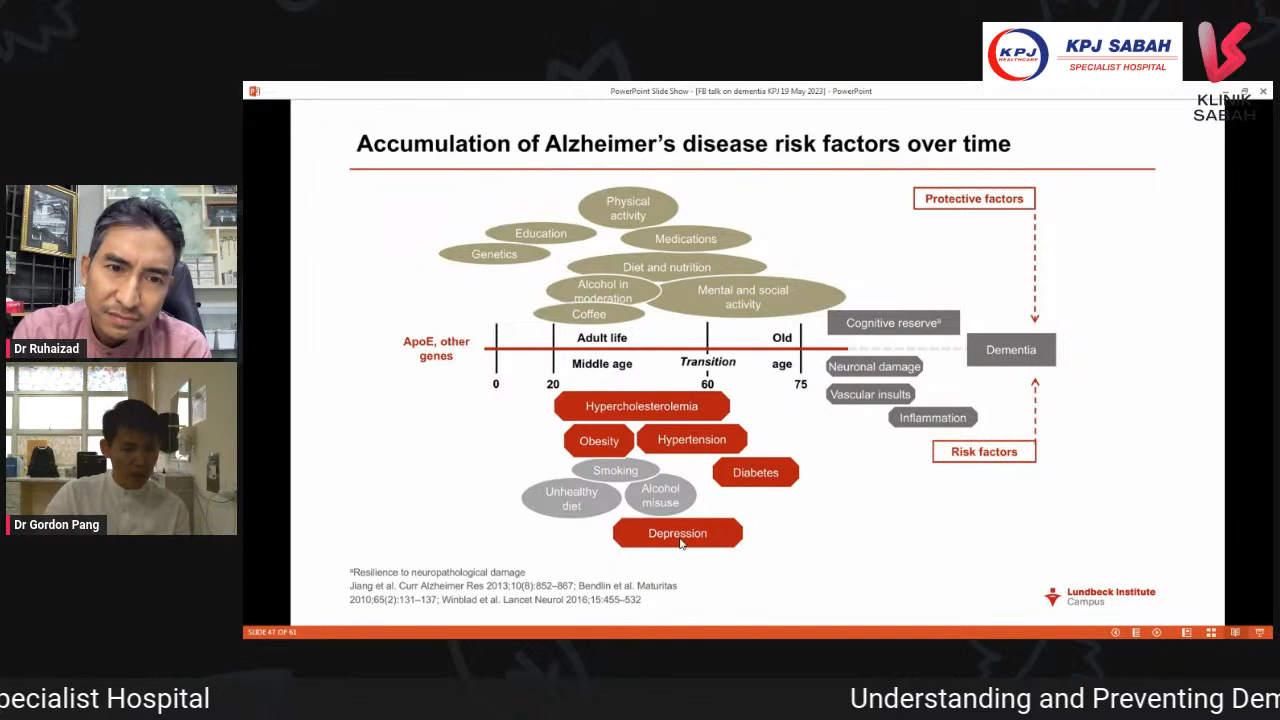 KPJ
HEALTHCARE
KPJ SABAH
SPECIALIST HOSPITAL
KLINIK
SABAH
PowerPoint Slide Show - [FB talk on dementia KPJ 19 May 2023] - PowerPoint
Accumulation of Alzheimer's disease risk factors over time
Physical
activity
Education
Medications
Genetics
Diet and nutrition
Alcohol in
moderation
Mental and social
activity
Coffee
Protective factors
Cognitive reserveᵃ
ApoE, other
genes
Adult life
Old
Middle age
Transition
age
Dementia
0
20
60
75
Neuronal damage
Vascular insults
Inflammation
Hypercholesterolemia
Obesity
Hypertension
Smoking
Diabetes
Unhealthy
diet
Alcohol
misuse
Depression
Risk factors
ᵃResilience to neuropathological damage
Jiang et al. Curr Alzheimer Res 2013;10(8):852–867; Bendlin et al. Maturitas
2010;65(2):131–137; Winblad et al. Lancet Neurol 2016;15:455–532
Lundbeck Institute
Campus
SLIDE 47 OF 61
Dr Ruhaizad
Dr Gordon Pang
pecialist Hospital
Understanding and Preventing Dem